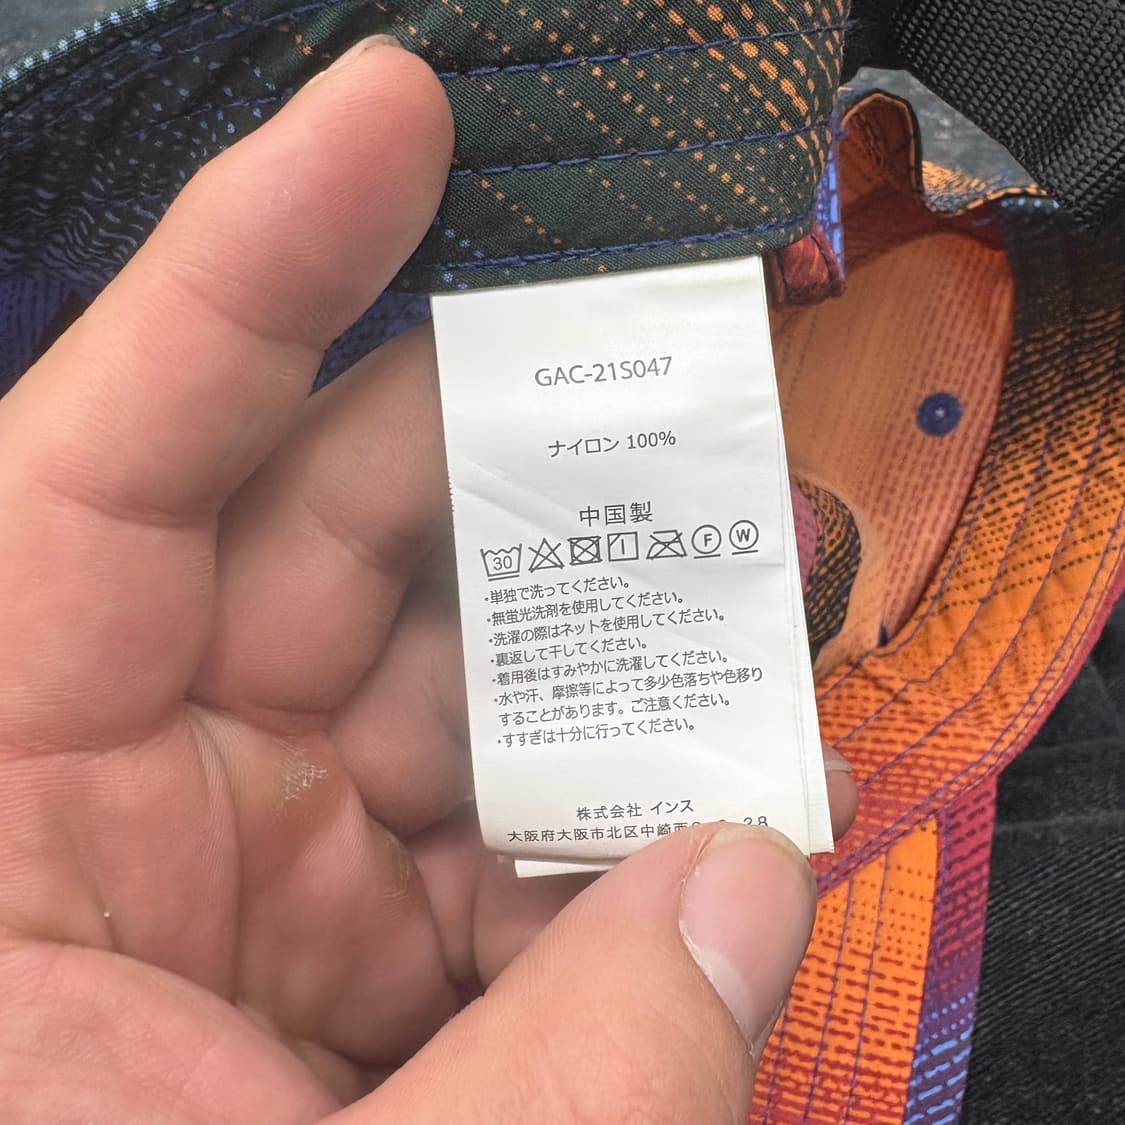 GAC-21S047
ナイロン 100%
中国製
30 F W
・単独で洗ってください。
・無蛍光洗剤を使用してください。
・洗濯の際はネットを使用してください。
・裏返して干してください。
・着用後はすみやかに洗濯してください。
・水や汗、摩擦等によって多少色落ちや色移り
することがあります。ご注意ください。
・すすぎは十分に行ってください。
株式会社 インス
大阪府大阪市北区中崎西